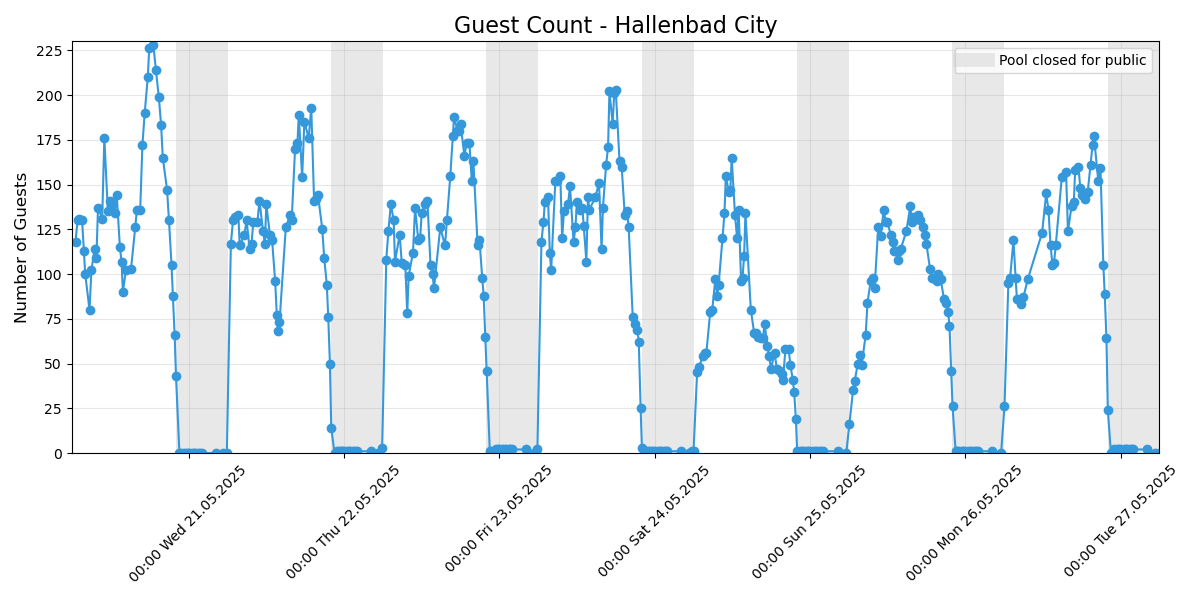 Guest Count - Hallenbad City
Pool closed for public
Number of Guests
225
200
175
150
125
100
75
50
25
0
00:00 Wed 21.05.2025
00:00 Thu 22.05.2025
00:00 Fri 23.05.2025
00:00 Sat 24.05.2025
00:00 Sun 25.05.2025
00:00 Mon 26.05.2025
00:00 Tue 27.05.2025